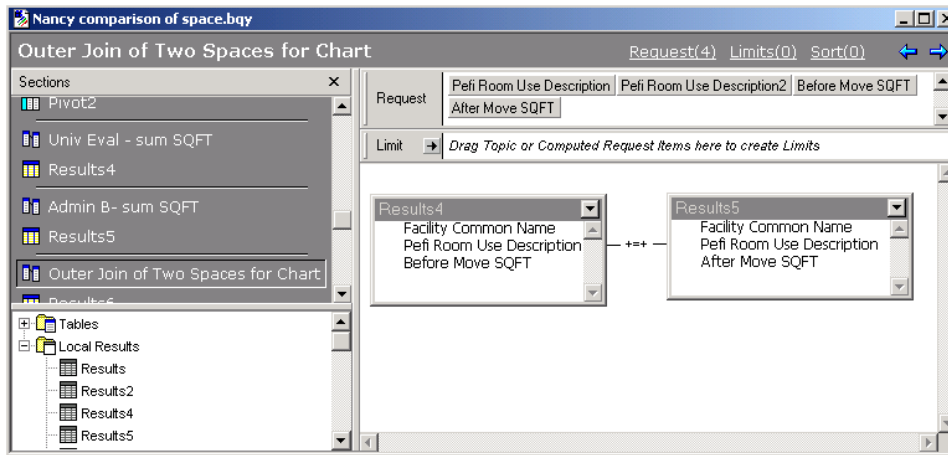 Nancy comparison of space.bqy
Outer Join of Two Spaces for Chart
Request(4) Limits(0) Sort(0)
Sections
Pivot2
Univ Eval - sum SQFT
Results4
Admin B- sum SQFT
Results5
Outer Join of Two Spaces for Chart
Results6
Tables
Local Results
Results
Results2
Results4
Results5
Request
Pefi Room Use Description Pefi Room Use Description2 Before Move SQFT
After Move SQFT
Limit Drag Topic or Computed Request Items here to create Limits
Results4
Facility Common Name
Pefi Room Use Description
Before Move SQFT
+=+
Results5
Facility Common Name
Pefi Room Use Description
After Move SQFT